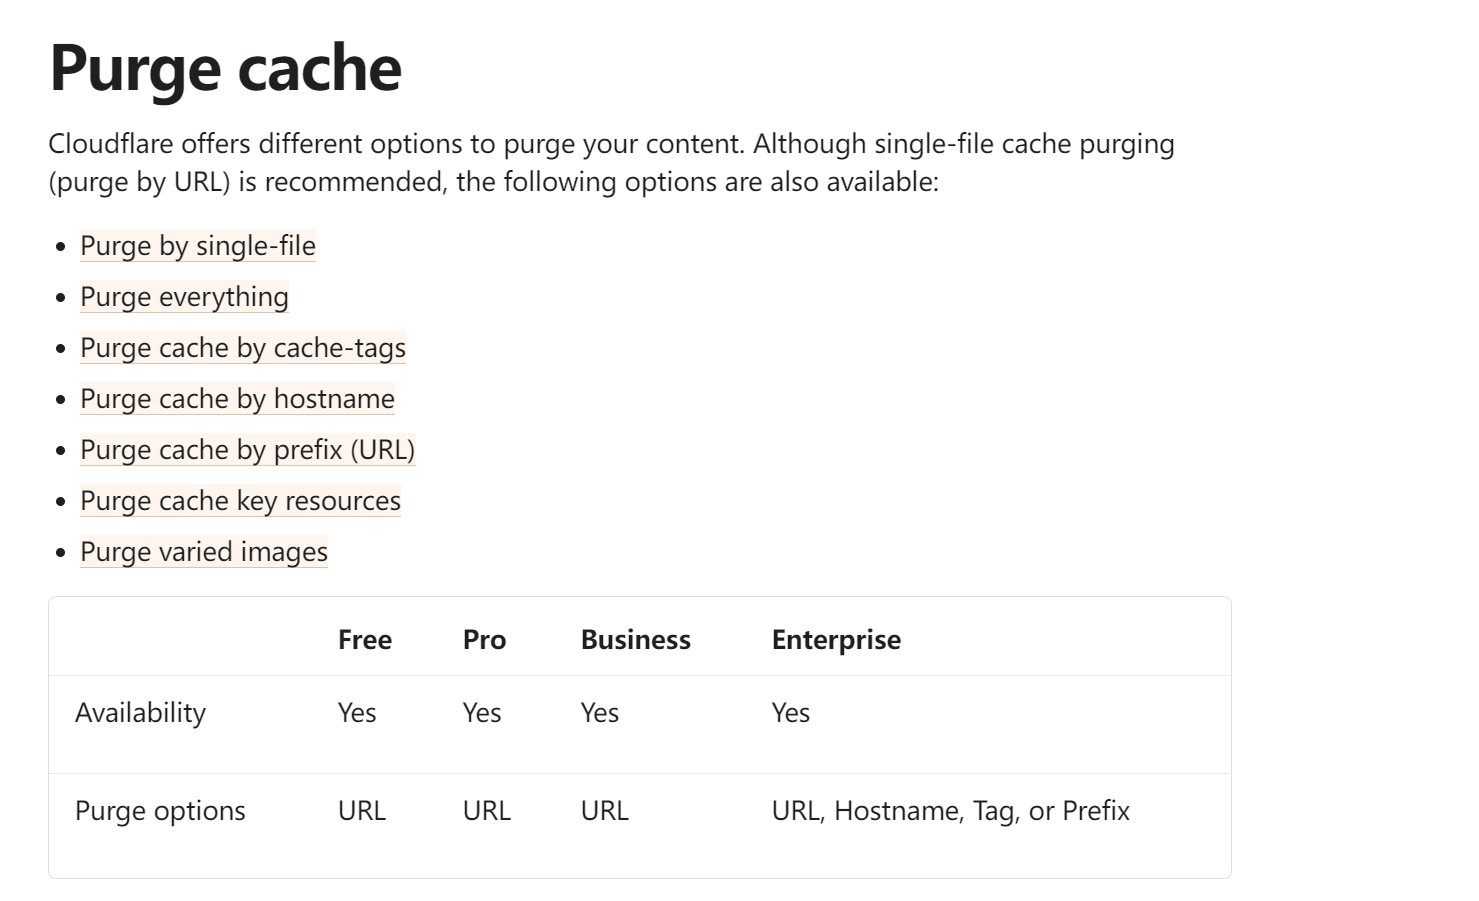 Purge cache
Cloudflare offers different options to purge your content. Although single-file cache purging
(purge by URL) is recommended, the following options are also available:
• Purge by single-file
• Purge everything
• Purge cache by cache-tags
• Purge cache by hostname
• Purge cache by prefix (URL)
• Purge cache key resources
• Purge varied images
Free Pro Business Enterprise
Availability Yes Yes Yes Yes
Purge options URL URL URL URL, Hostname, Tag, or Prefix